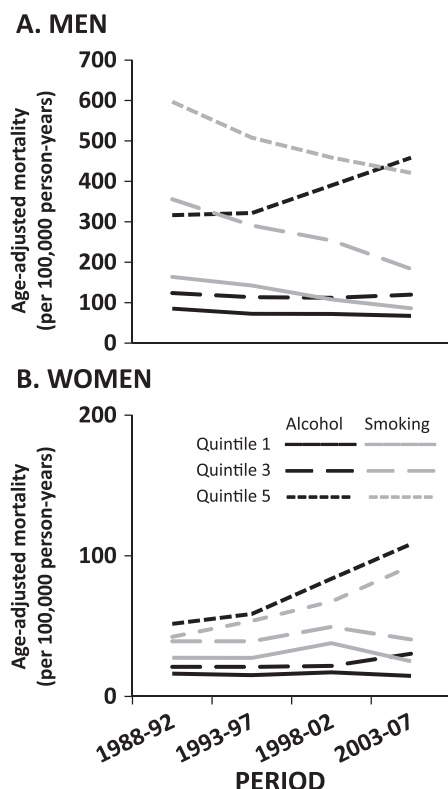 A. MEN
Age-adjusted mortality
(per 100,000 person-years)
700
600
500
400
300
200
100
0
B. WOMEN
Age-adjusted mortality
(per 100,000 person-years)
200
100
0
Alcohol Smoking
Quintile 1
Quintile 3
Quintile 5
1988-92 1993-97 1998-02 2003-07
PERIOD